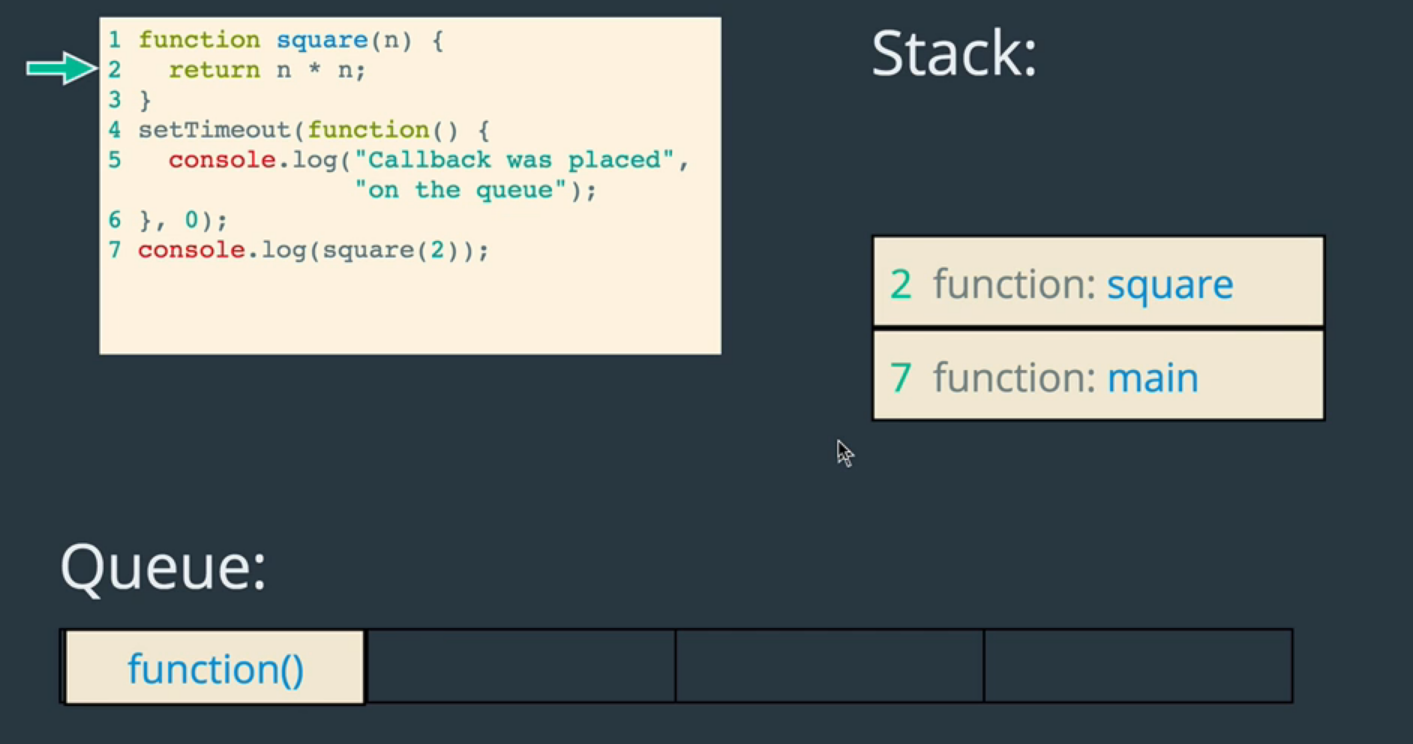 1 function square(n) {
2   return n * n;
3 }
4 setTimeout(function() {
5   console.log("Callback was placed",
"on the queue");
6 }, 0);
7 console.log(square(2));
Stack:
2 function: square
7 function: main
Queue:
function()